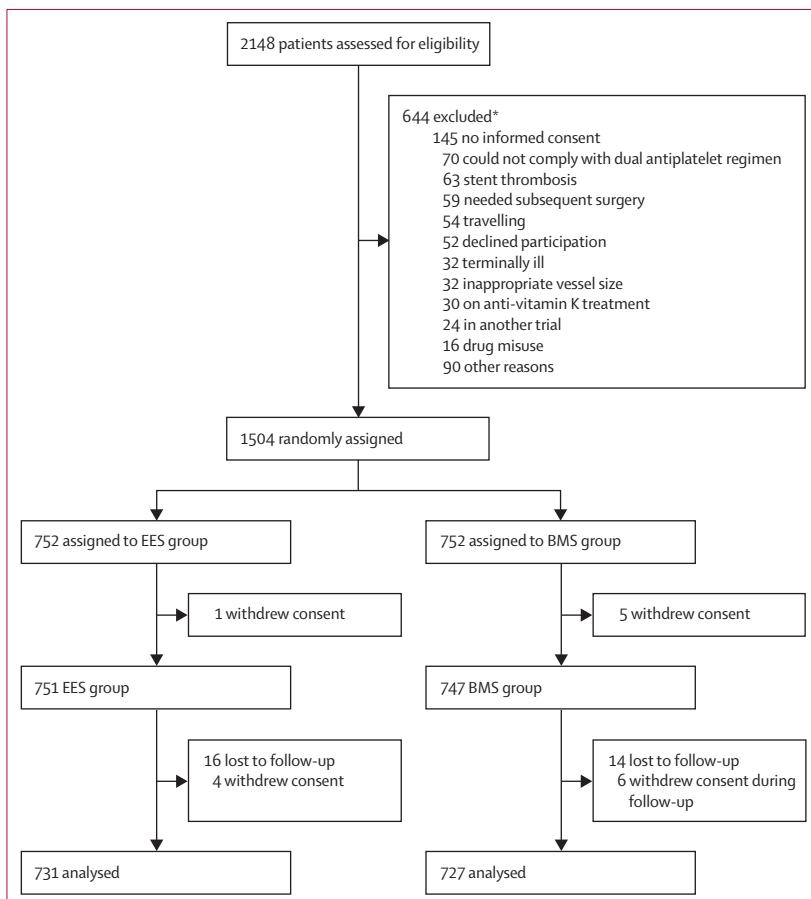 2148 patients assessed for eligibility
644 excluded*
145 no informed consent
70 could not comply with dual antiplatelet regimen
63 stent thrombosis
59 needed subsequent surgery
54 travelling
52 declined participation
32 terminally ill
32 inappropriate vessel size
30 on anti-vitamin K treatment
24 in another trial
16 drug misuse
90 other reasons
1504 randomly assigned
752 assigned to EES group
752 assigned to BMS group
1 withdrew consent
5 withdrew consent
751 EES group
747 BMS group
16 lost to follow-up
4 withdrew consent
14 lost to follow-up
6 withdrew consent during
follow-up
731 analysed
727 analysed